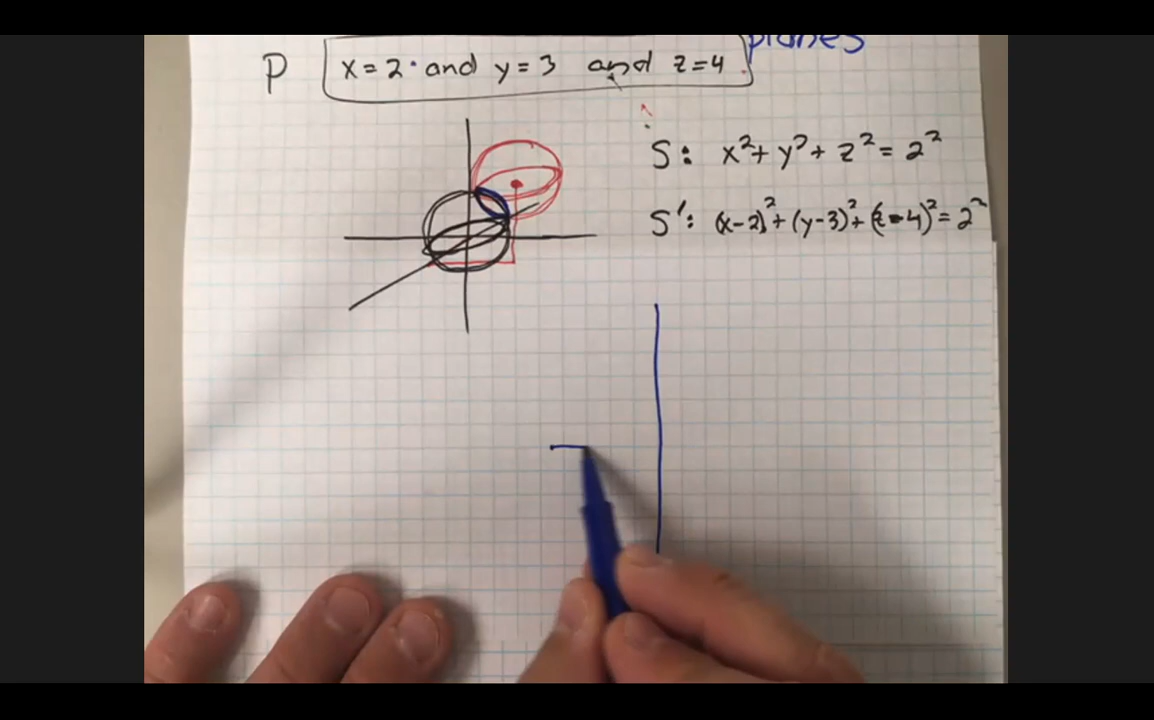 planes
P x = 2 and y = 3 and z = 4.
S: x² + y² + z² = 2²
S': (x-2)² + (y-3)² + (z-4)² = 2²